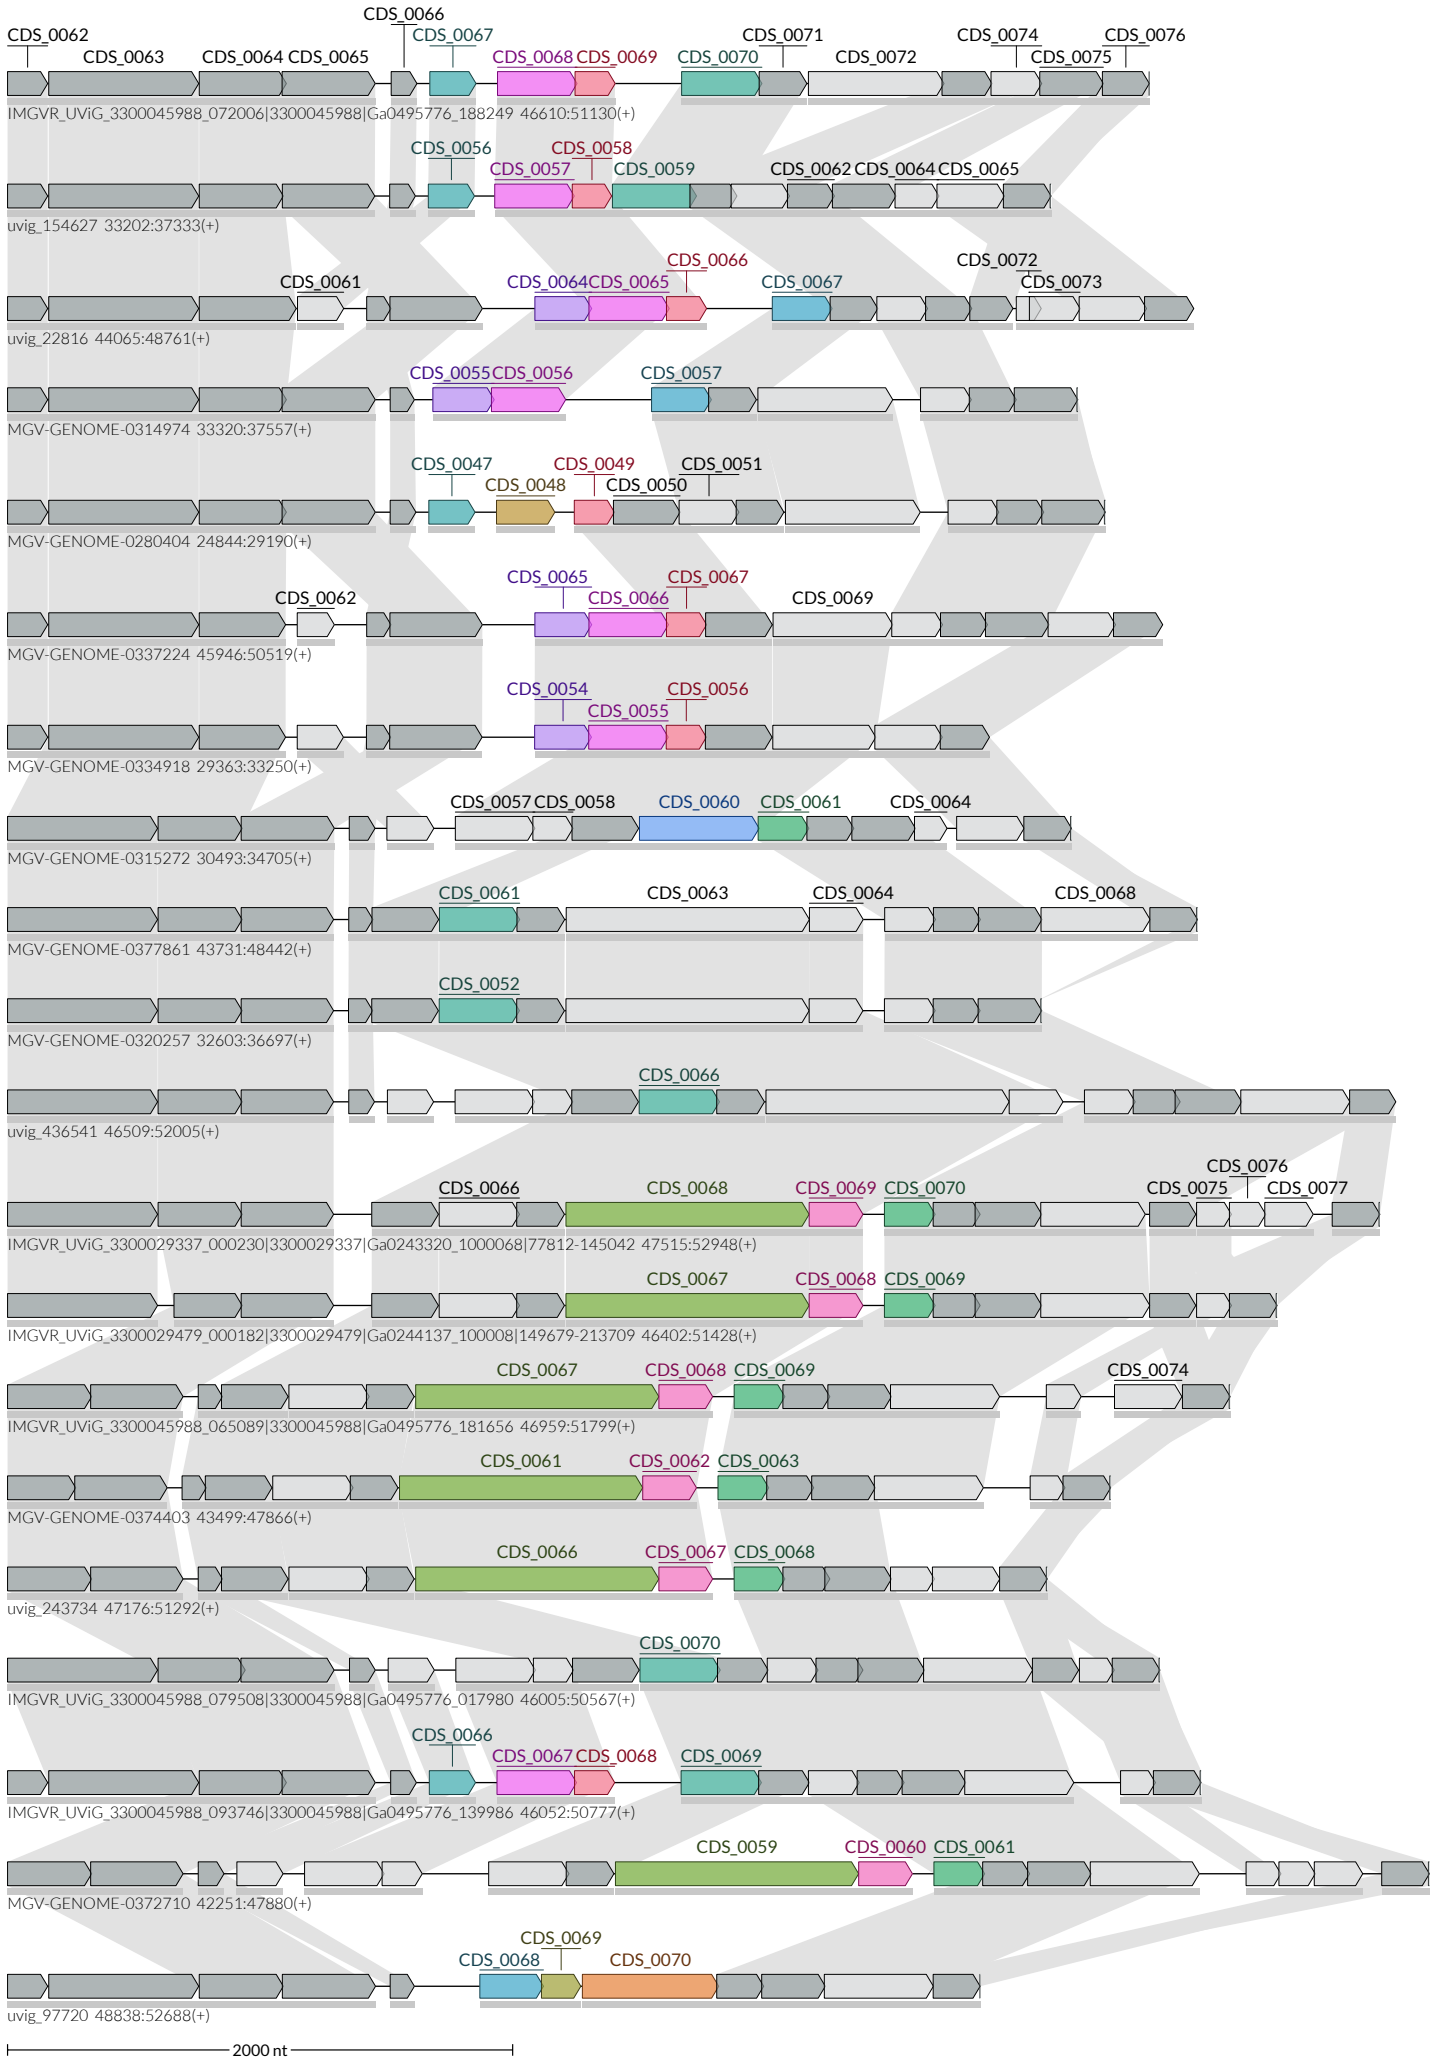 CDS_0066
CDS_0062 CDS_0067 CDS_0071 CDS_0074 CDS_0076
CDS_0063 CDS_0064 CDS_0065 CDS_0068 CDS_0069 CDS_0070 CDS_0072 CDS_0075
IMGVR_UViG_3300045988_072006|3300045988|Ga0495776_188249 46610:51130(+)
CDS_0056 CDS_0058
CDS_0057 CDS_0059 CDS_0062 CDS_0064 CDS_0065
uvig_154627 33202:37333(+)
CDS_0066 CDS_0072
CDS_0061 CDS_0064 CDS_0065 CDS_0067 CDS_0073
uvig_22816 44065:48761(+)
CDS_0055 CDS_0056 CDS_0057
MGV-GENOME-0314974 33320:37557(+)
CDS_0047 CDS_0049 CDS_0051
CDS_0048 CDS_0050
MGV-GENOME-0280404 24844:29190(+)
CDS_0065 CDS_0067
CDS_0062 CDS_0066 CDS_0069
MGV-GENOME-0337224 45946:50519(+)
CDS_0054 CDS_0056
CDS_0055
MGV-GENOME-0334918 29363:33250(+)
CDS_0057 CDS_0058 CDS_0060 CDS_0061 CDS_0064
MGV-GENOME-0315272 30493:34705(+)
CDS_0061 CDS_0063 CDS_0064 CDS_0068
MGV-GENOME-0377861 43731:48442(+)
CDS_0052
MGV-GENOME-0320257 32603:36697(+)
CDS_0066
uvig_436541 46509:52005(+)
CDS_0076
CDS_0066 CDS_0068 CDS_0069 CDS_0070 CDS_0075 CDS_0077
IMGVR_UViG_3300029337_000230|3300029337|Ga0243320_1000068|77812-145042 47515:52948(+)
CDS_0067 CDS_0068 CDS_0069
IMGVR_UViG_3300029479_000182|3300029479|Ga0244137_100008|149679-213709 46402:51428(+)
CDS_0067 CDS_0068 CDS_0069 CDS_0074
IMGVR_UViG_3300045988_065089|3300045988|Ga0495776_181656 46959:51799(+)
CDS_0061 CDS_0062 CDS_0063
MGV-GENOME-0374403 43499:47866(+)
CDS_0066 CDS_0067 CDS_0068
uvig_243734 47176:51292(+)
CDS_0070
IMGVR_UViG_3300045988_079508|3300045988|Ga0495776_017980 46005:50567(+)
CDS_0066
CDS_0067 CDS_0068 CDS_0069
IMGVR_UViG_3300045988_093746|3300045988|Ga0495776_139986 46052:50777(+)
CDS_0059 CDS_0060 CDS_0061
MGV-GENOME-0372710 42251:47880(+)
CDS_0069
CDS_0068 CDS_0070
uvig_97720 48838:52688(+)
2000 nt